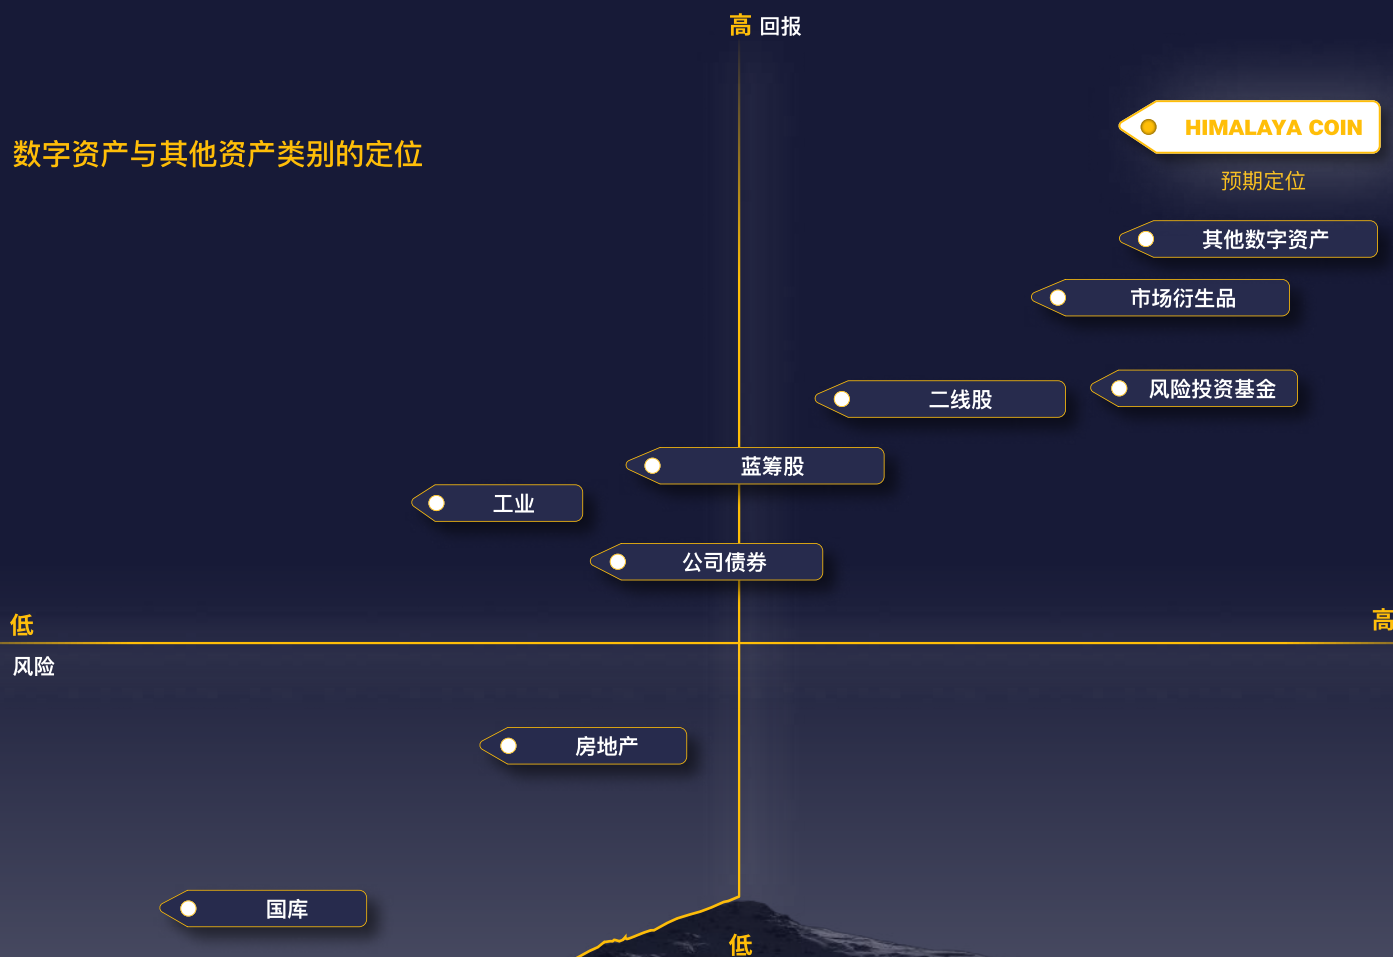 高 回报
HIMALAYA COIN
数字资产与其他资产类别的定位
预期定位
其他数字资产
市场衍生品
风险投资基金
二线股
蓝筹股
工业
公司债券
低
高
风险
房地产
国库
低